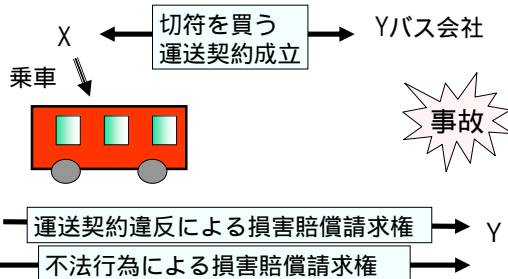 切符を買う
運送契約成立
X
Yバス会社
乗車
事故
運送契約違反による損害賠償請求権
Y
不法行為による損害賠償請求権